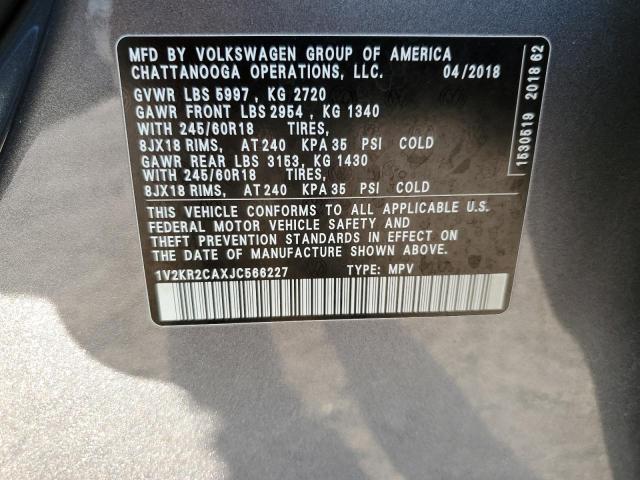 MFD BY VOLKSWAGEN GROUP OF AMERICA
CHATTANOOGA OPERATIONS, LLC. 04/2018
GVWR LBS 5997, KG 2720
GAWR FRONT LBS 2954, KG 1340
WITH 245/60R18 TIRES,
8JX18 RIMS, AT 240 KPA 35 PSI COLD
GAWR REAR LBS 3153, KG 1430
WITH 245/60R18 TIRES,
8JX18 RIMS, AT 240 KPA 35 PSI COLD
THIS VEHICLE CONFORMS TO ALL APPLICABLE U.S.
FEDERAL MOTOR VEHICLE SAFETY AND
THEFT PREVENTION STANDARDS IN EFFECT ON
THE DATE OF MANUFACTURE SHOWN ABOVE
1V2KR2CAXJC566227 TYPE: MPV
1530519 2018 62